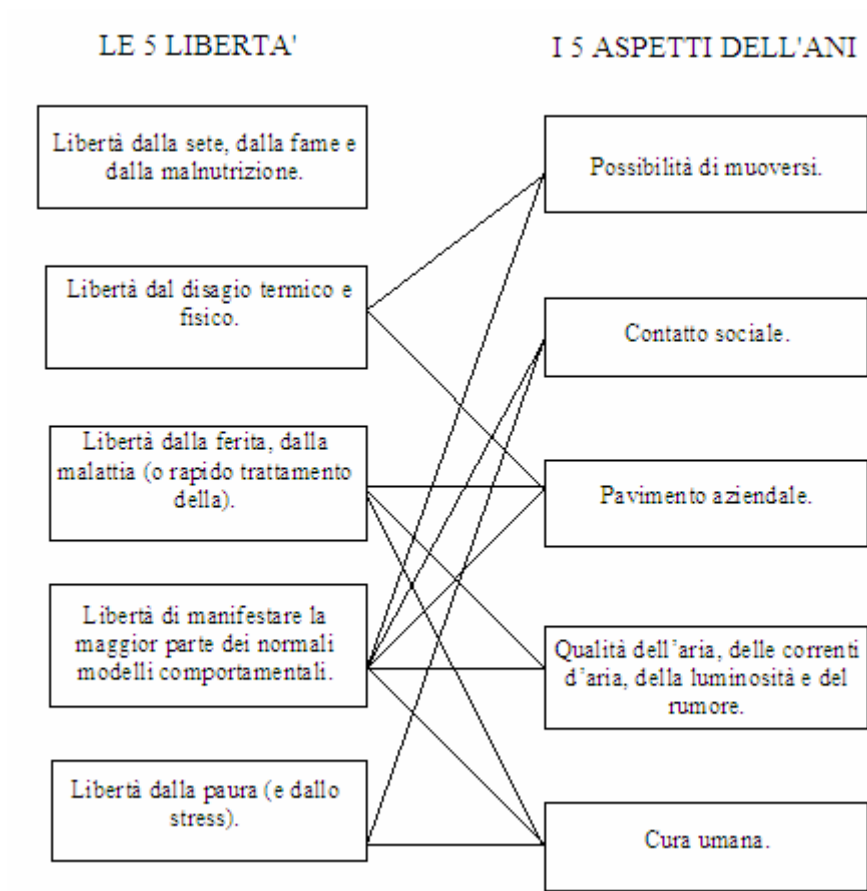 LE 5 LIBERTA'
I 5 ASPETTI DELL'ANI
Libertà dalla sete, dalla fame e
dalla malnutrizione.
Possibilità di muoversi.
Libertà dal disagio termico e
fisico.
Contatto sociale.
Libertà dalla ferita, dalla
malattia (o rapido trattamento
della).
Pavimento aziendale.
Libertà di manifestare la
maggior parte dei normali
modelli comportamentali.
Qualità dell’aria, delle correnti
d’aria, della luminosità e del
rumore.
Libertà dalla paura (e dallo
stress).
Cura umana.